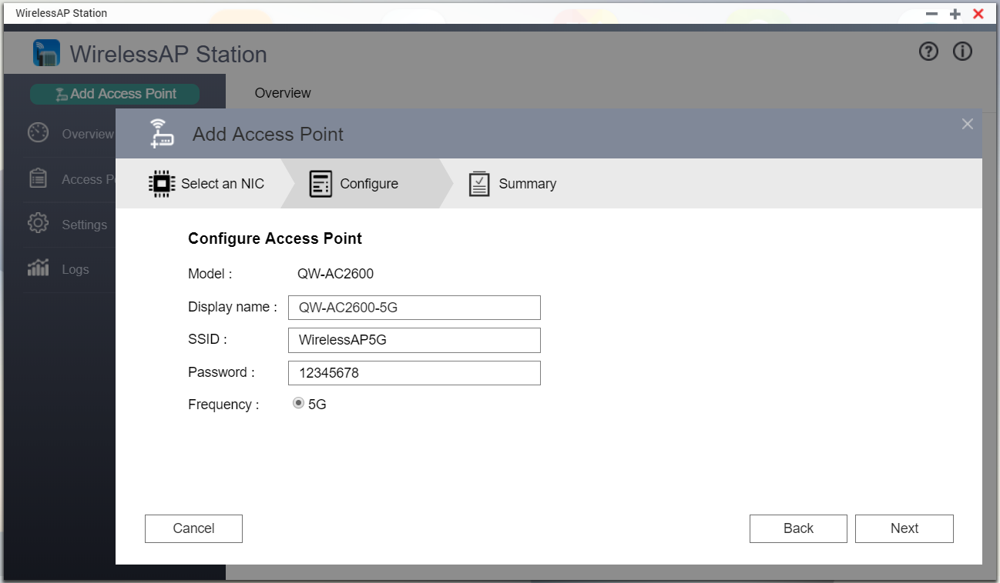 WirelessAP Station
WirelessAP Station
Add Access Point
Overview
Overview
Access P
Settings
Logs
Add Access Point
Select an NIC
Configure
Summary
Configure Access Point
Model : QW-AC2600
Display name : QW-AC2600-5G
SSID : WirelessAP5G
Password : 12345678
Frequency : 5G
Cancel
Back
Next